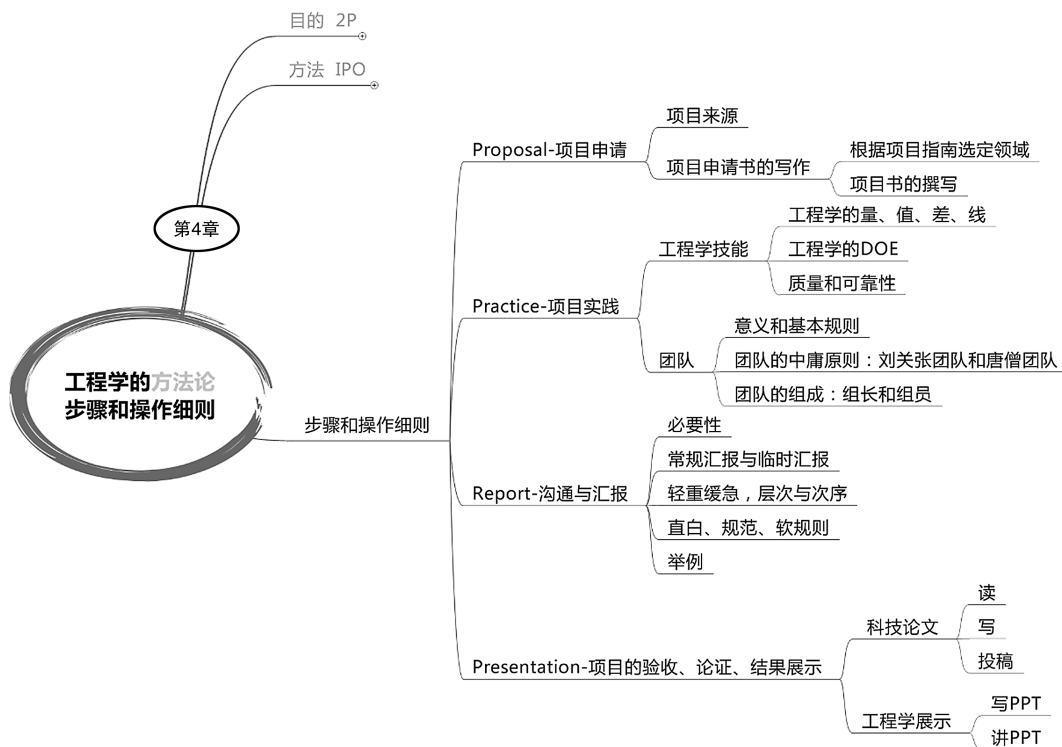 目的 2P
方法 IPO
第4章
工程学的方法论
步骤和操作细则
步骤和操作细则
Proposal-项目申请
项目来源
项目申请书的写作
根据项目指南选定领域
项目书的撰写
Practice-项目实践
工程学技能
工程学的量、值、差、线
工程学的DOE
质量和可靠性
团队
意义和基本规则
团队的中庸原则：刘关张团队和唐僧团队
团队的组成：组长和组员
Report-沟通与汇报
必要性
常规汇报与临时汇报
轻重缓急，层次与次序
直白、规范、软规则
举例
Presentation-项目的验收、论证、结果展示
科技论文
读
写
投稿
工程学展示
写PPT
讲PPT